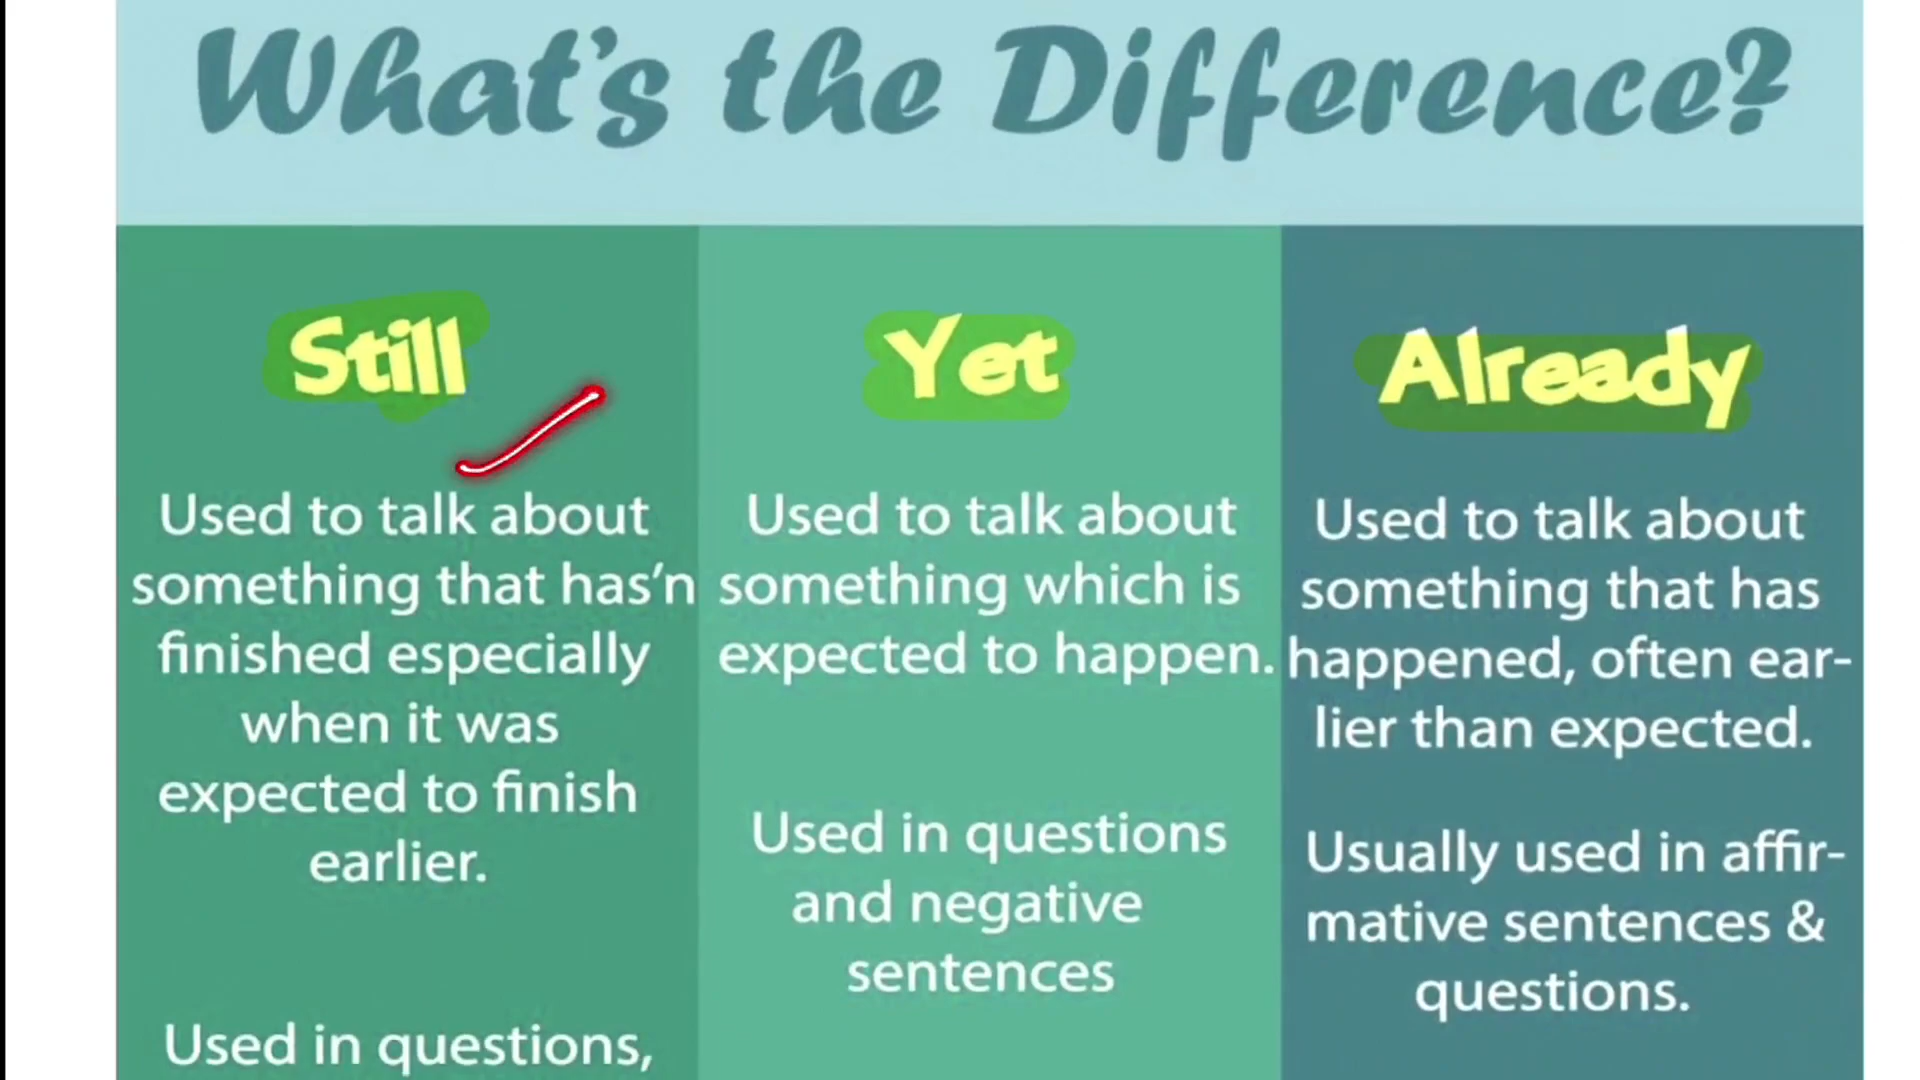 What's the Difference?
Still
Used to talk about
something that has'n
finished especially
when it was
expected to finish
earlier.
Used in questions,
Yet
Used to talk about
something which is
expected to happen.
Used in questions
and negative
sentences
Already
Used to talk about
something that has
happened, often ear-
lier than expected.
Usually used in affir-
mative sentences &
questions.